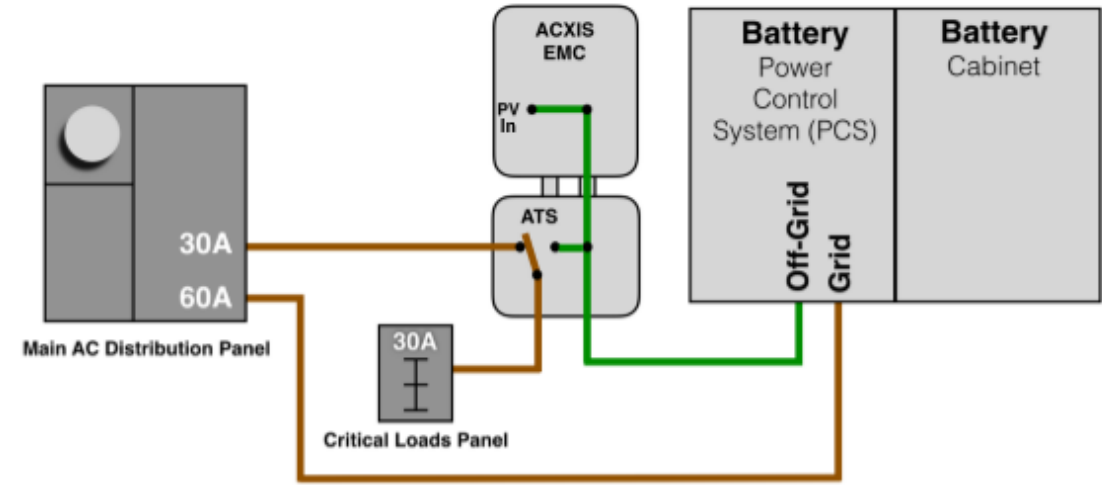 ACXIS
EMC
PV
In
ATS
Battery
Power
Control
System (PCS)
Off-Grid
Grid
Battery
Cabinet
30A
60A
Main AC Distribution Panel
30A
Critical Loads Panel